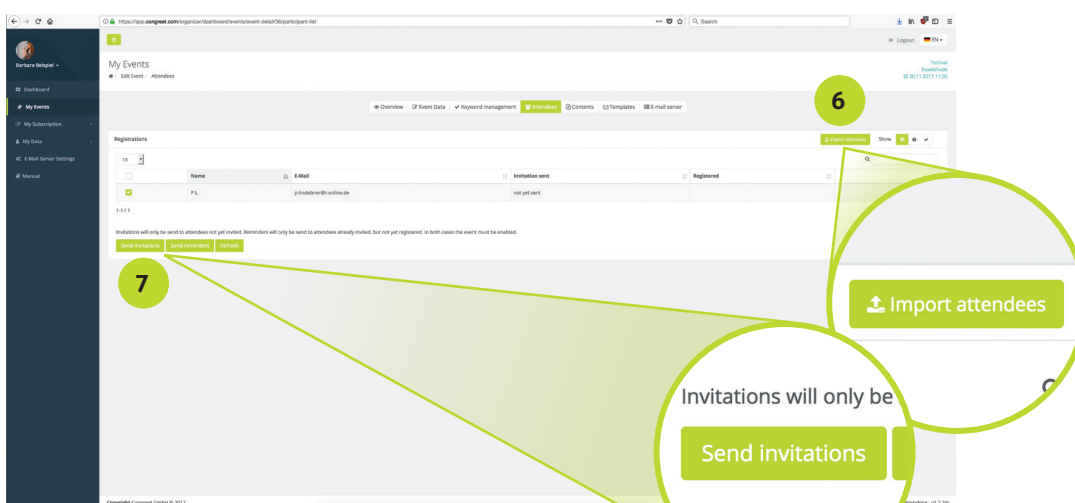 https://app.congreet.com/organizer/dashboard/events/event-detail/38/participant-list
Search
Logout EN
Barbara Beispiel
My Events
Edit Event Attendees
Testival
Buxtehude
30.11.2017 11:00
Dashboard
My Events
My Subscription
My Data
E-Mail Server Settings
Manual
Overview Event Data Keyword management Attendees Contents Templates E-mail server
6
Registrations
Import attendees Show
10
Name E-Mail Invitation sent Registered
P L. p-lindebner@t-online.de not yet sent
1-1 / 1
Invitations will only be send to attendees not yet invited. Reminders will only be send to attendees already invited, but not yet registered. In both cases the event must be enabled.
Send invitations Send reminders Refresh
7
Import attendees
Invitations will only be
Send invitations
Copyright Congreet GmbH © 2017